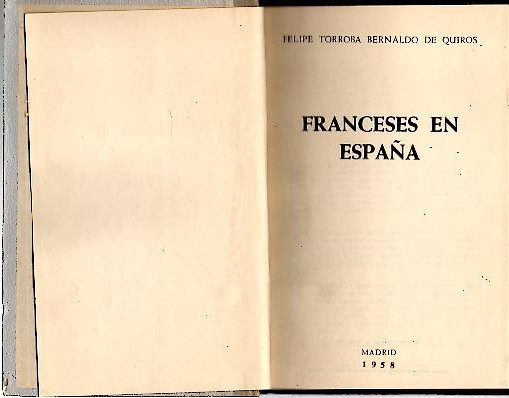 FELIPE TORROBA BERNALDO DE QUIROS
FRANCESES EN
ESPAÑA
MADRID
1958